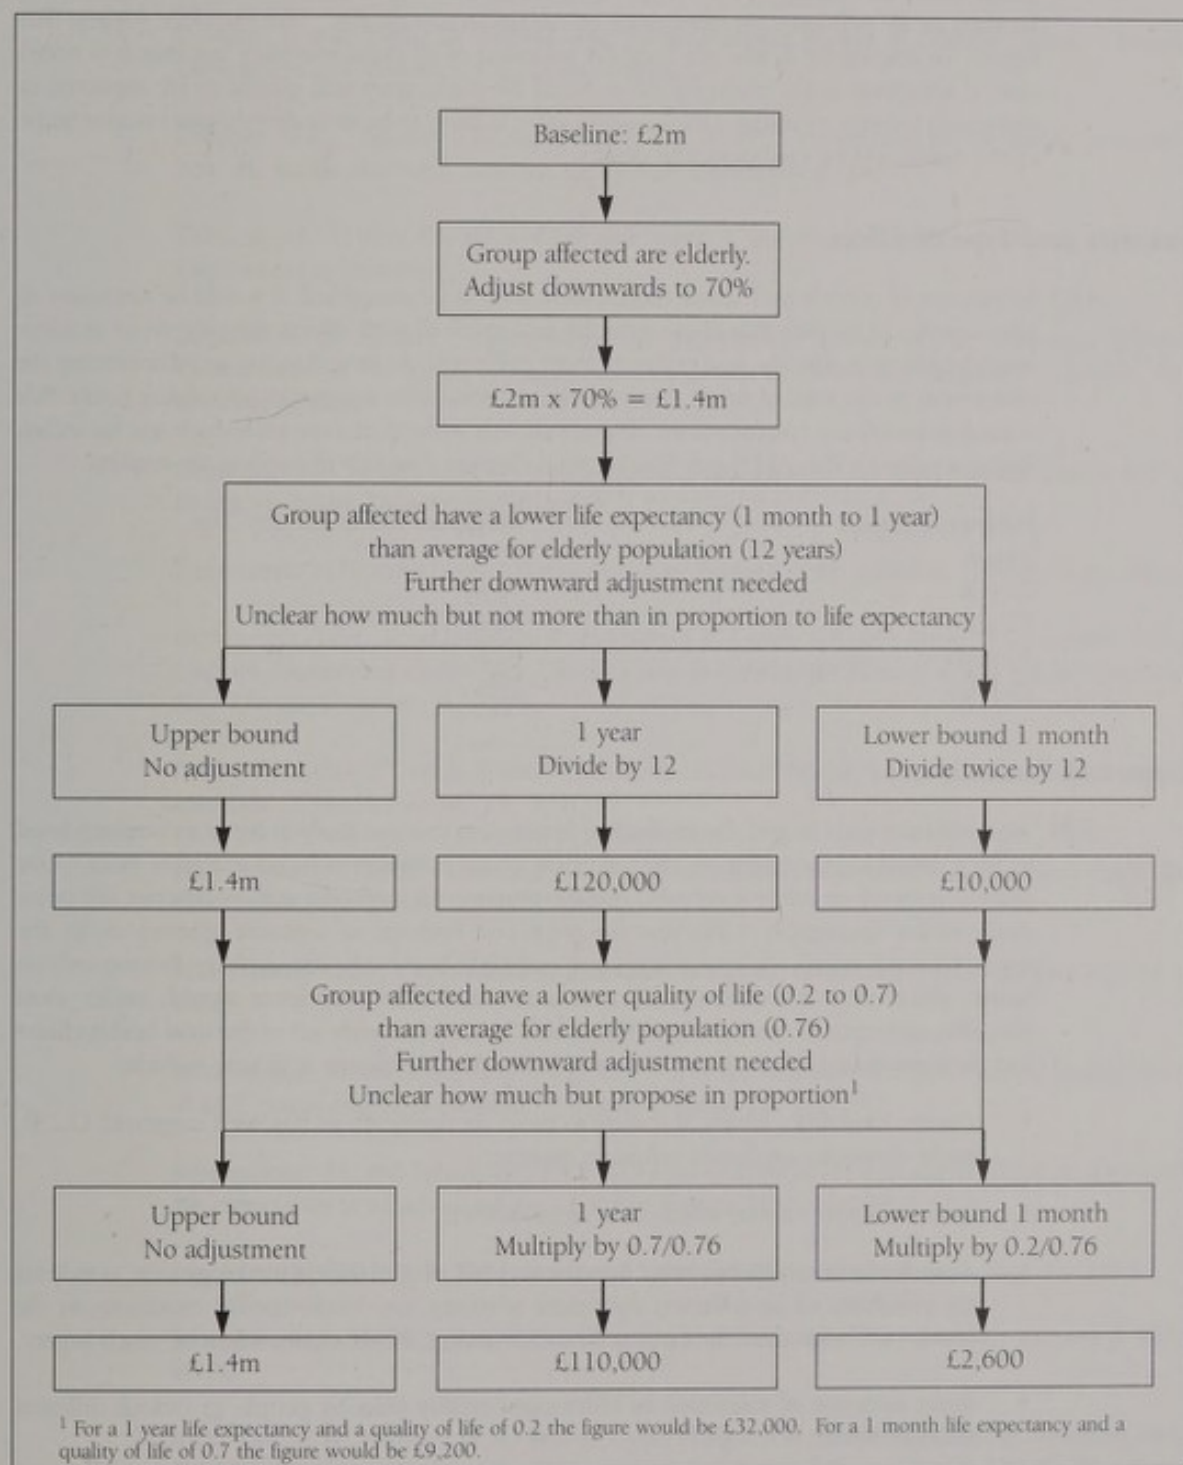 Baseline: £2m
Group affected are elderly.
Adjust downwards to 70%
£2m x 70% = £1.4m
Group affected have a lower life expectancy (1 month to 1 year)
than average for elderly population (12 years)
Further downward adjustment needed
Unclear how much but not more than in proportion to life expectancy
Upper bound
No adjustment
1 year
Divide by 12
Lower bound 1 month
Divide twice by 12
£1.4m
£120,000
£10,000
Group affected have a lower quality of life (0.2 to 0.7)
than average for elderly population (0.76)
Further downward adjustment needed
Unclear how much but propose in proportion¹
Upper bound
No adjustment
1 year
Multiply by 0.7/0.76
Lower bound 1 month
Multiply by 0.2/0.76
£1.4m
£110,000
£2,600
¹ For a 1 year life expectancy and a quality of life of 0.2 the figure would be £32,000. For a 1 month life expectancy and a
quality of life of 0.7 the figure would be £9,200.